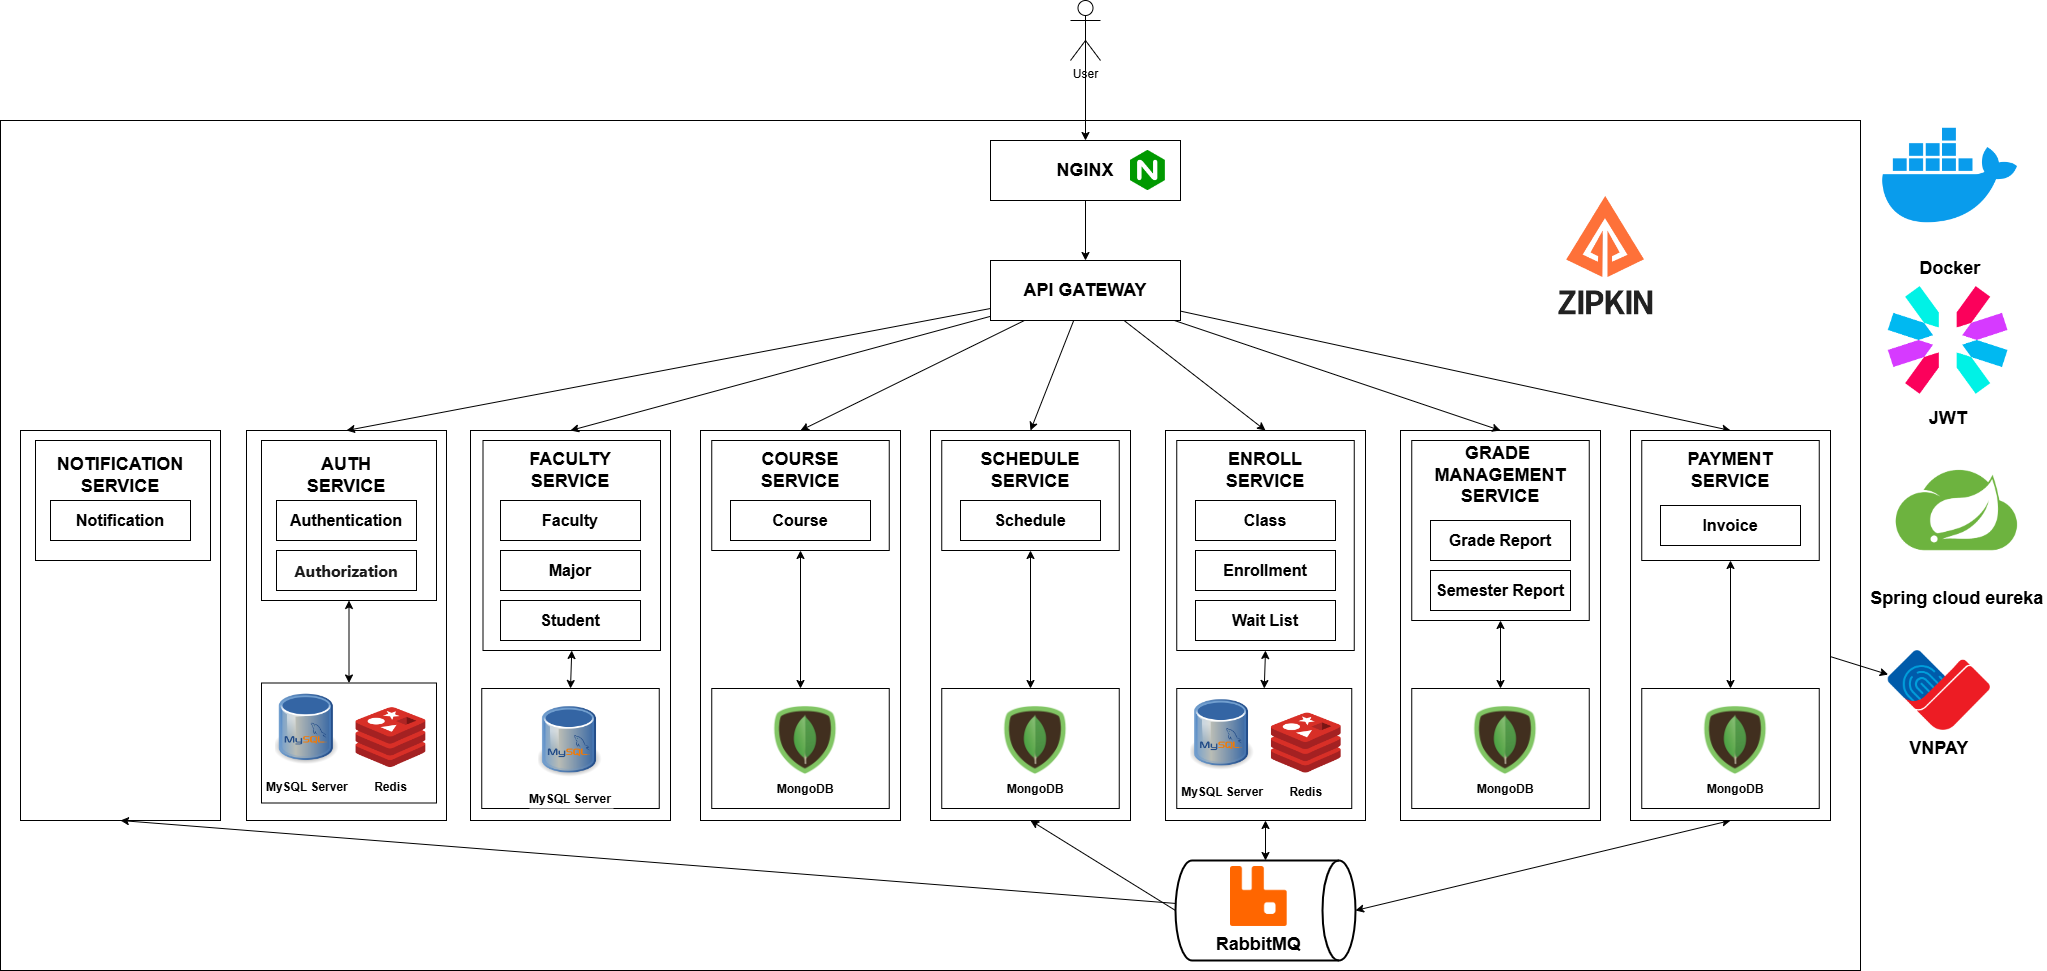 User
NGINX
API GATEWAY
ZIPKIN
Docker
JWT
Spring cloud eureka
VNPAY
NOTIFICATION
SERVICE
Notification
AUTH
SERVICE
Authentication
Authorization
MySQL
MySQL Server
Redis
FACULTY
SERVICE
Faculty
Major
Student
MySQL
MySQL Server
COURSE
SERVICE
Course
MongoDB
SCHEDULE
SERVICE
Schedule
MongoDB
ENROLL
SERVICE
Class
Enrollment
Wait List
MySQL
MySQL Server
Redis
GRADE
MANAGEMENT
SERVICE
Grade Report
Semester Report
MongoDB
PAYMENT
SERVICE
Invoice
MongoDB
RabbitMQ